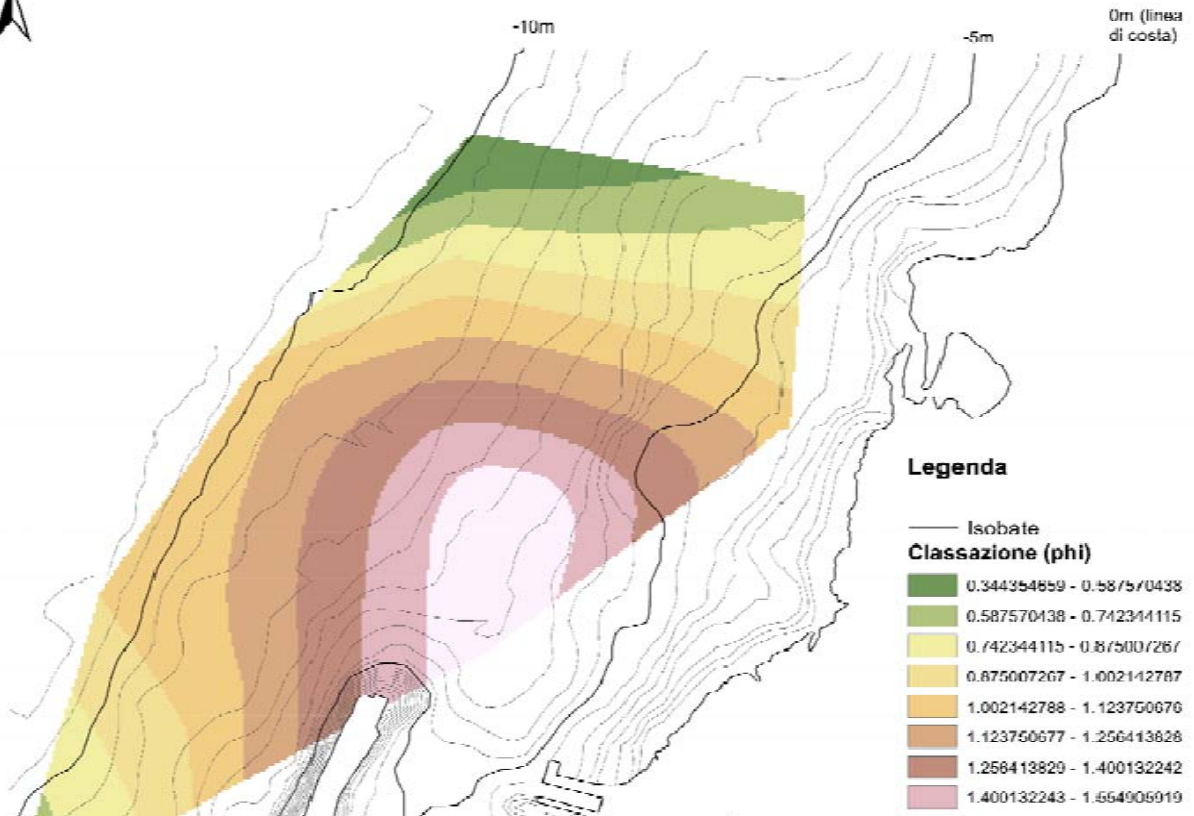 -10m
-5m
0m (linea
di costa)
Legenda
Isobate
Classazione (phi)
0.344354659 - 0.587570438
0.587570438 - 0.742344115
0.742344115 - 0.875007267
0.875007267 - 1.002142787
1.002142788 - 1.123750676
1.123750677 - 1.256413828
1.256413829 - 1.400132242
1.400132243 - 1.554905919